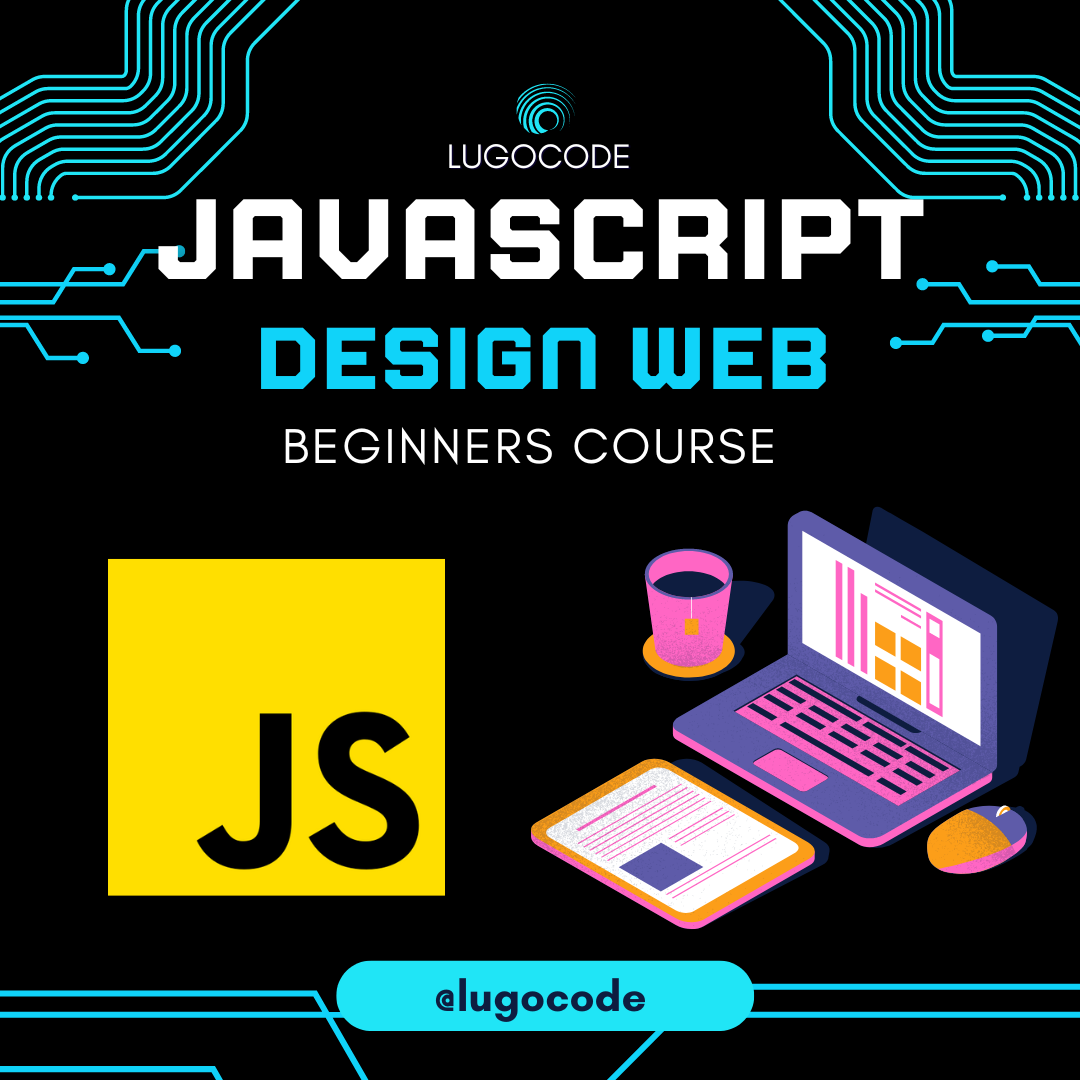 LUGOCODE
JAVASCRIPT
DESIGN WEB
BEGINNERS COURSE
JS
@lugocode